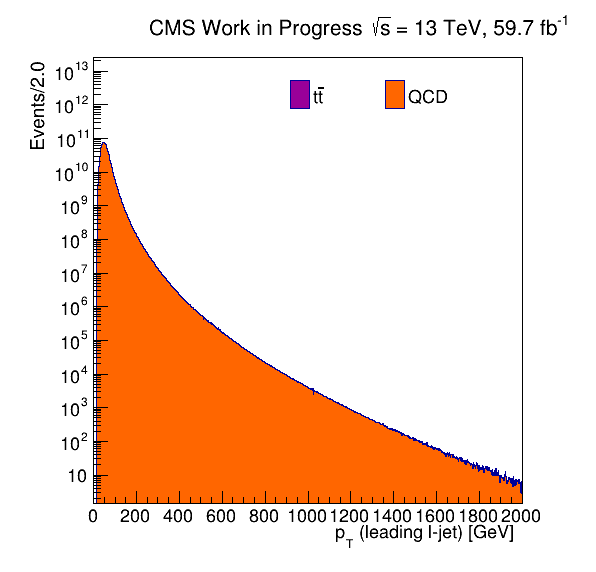 CMS Work in Progress √s = 13 TeV, 59.7 fb⁻¹
Events/2.0
10¹³
10¹²
10¹¹
10¹⁰
10⁹
10⁸
10⁷
10⁶
10⁵
10⁴
10³
10²
10
tt̄
QCD
0 200 400 600 800 1000 1200 1400 1600 1800 2000
p_T (leading l-jet) [GeV]